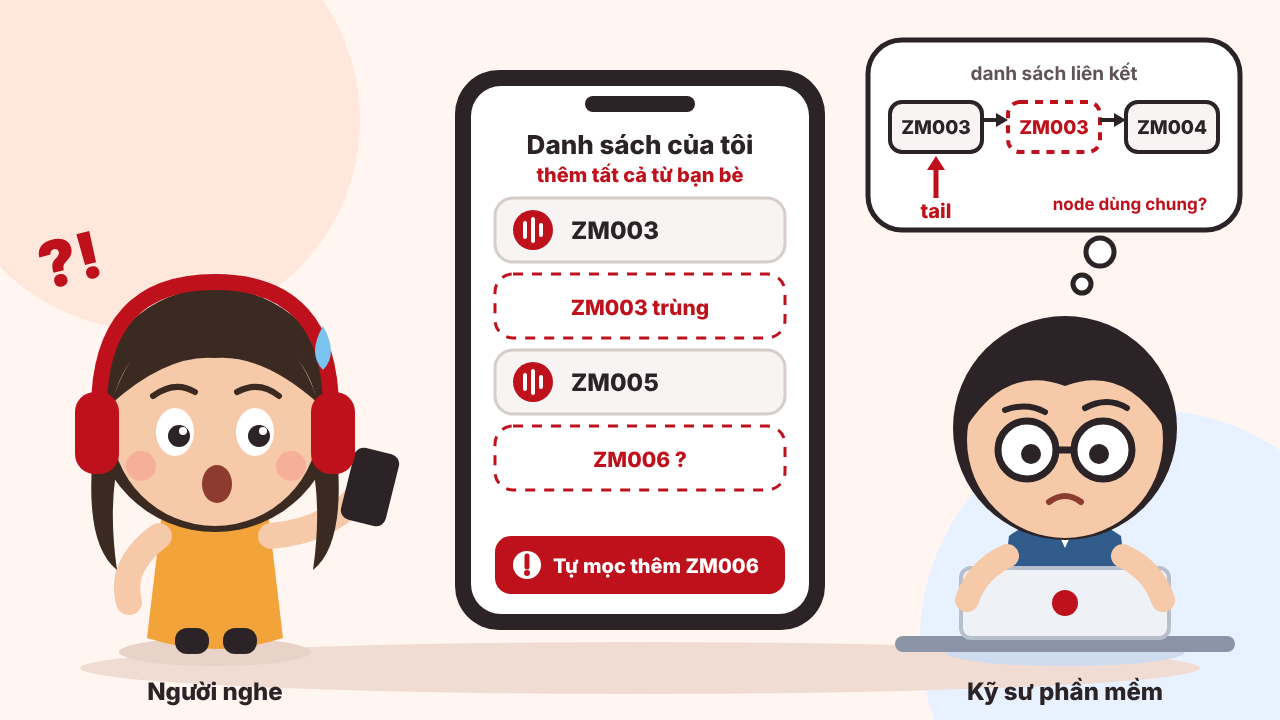 ?!
Danh sách của tôi
thêm tất cả từ bạn bè
ZM003
ZM003 trùng
ZM005
ZM006 ?
Tự mọc thêm ZM006
danh sách liên kết
ZM003
ZM003
ZM004
tail
node dùng chung?
Người nghe
Kỹ sư phần mềm